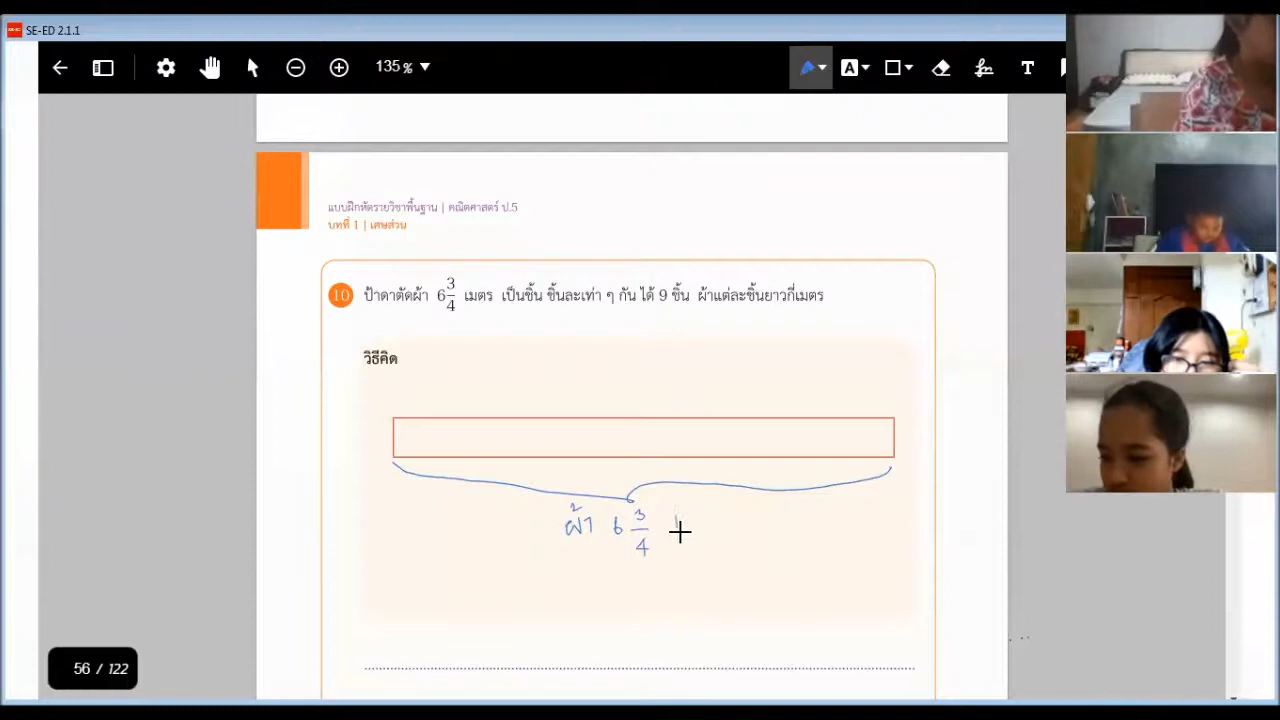 SE-ED 2.1.1
135 %
A
T
แบบฝึกหัดรายวิชาพื้นฐาน | คณิตศาสตร์ ป.5
บทที่ 1 | เศษส่วน
10 ป้าดาตัดผ้า 6 3/4 เมตร เป็นชิ้น ชิ้นละเท่า ๆ กัน ได้ 9 ชิ้น ผ้าแต่ละชิ้นยาวกี่เมตร
วิธีคิด
ผ้า 6 3/4
56 / 122